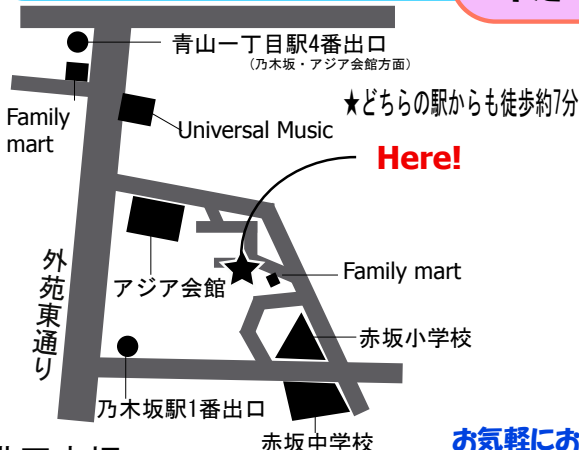 青山一丁目駅4番出口
(乃木坂・アジア会館方面)
Family
mart
Universal Music
★どちらの駅からも徒歩約7分
Here!
外苑東通り
アジア会館
Family mart
赤坂小学校
乃木坂駅1番出口
赤坂中学校
お気軽にお